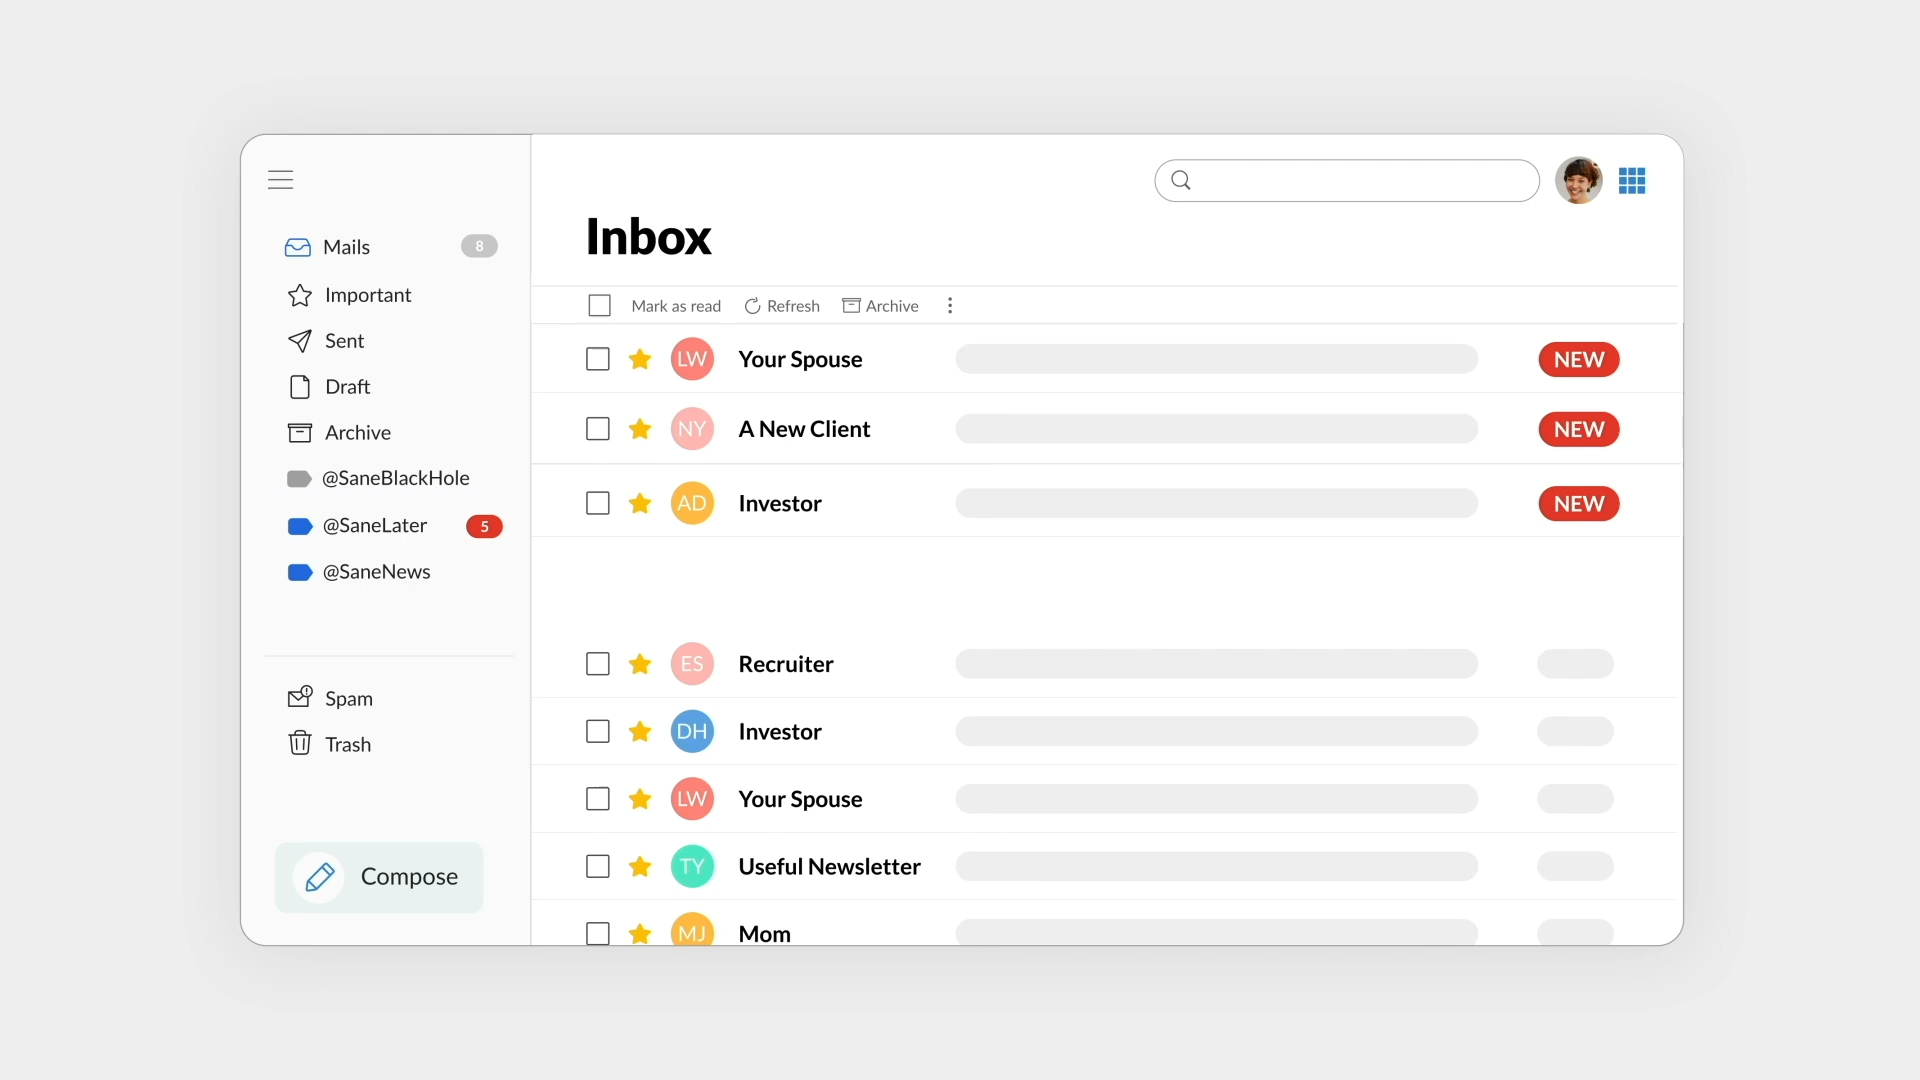 Mails 8
Important
Sent
Draft
Archive
@SaneBlackHole
@SaneLater 5
@SaneNews
Spam
Trash
Compose
Inbox
Mark as read Refresh Archive
LW Your Spouse NEW
NY A New Client NEW
AD Investor NEW
ES Recruiter
DH Investor
LW Your Spouse
TY Useful Newsletter
MJ Mom